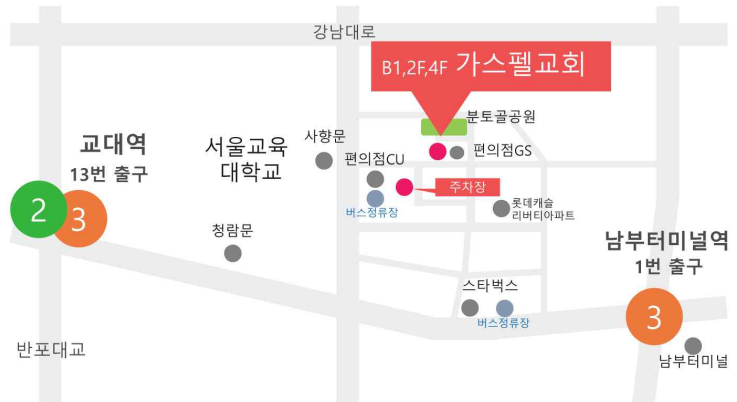 강남대로
B1,2F,4F 가스펠교회
분토골공원
교대역
13번 출구
2
3
서울교육
대학교
사향문
편의점CU
편의점GS
주차장
버스정류장
롯데캐슬
리버티아파트
청람문
남부터미널역
1번 출구
스타벅스
버스정류장
3
반포대교
남부터미널